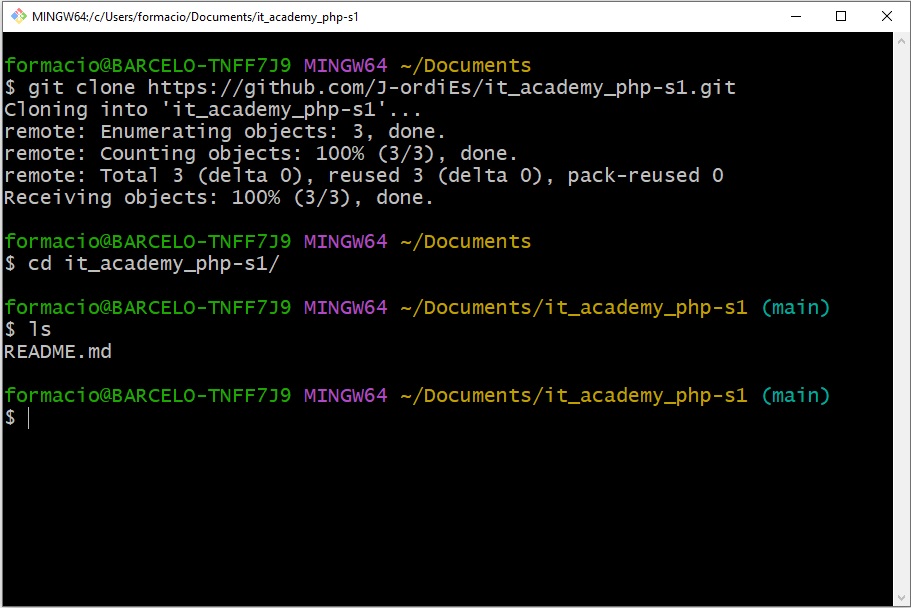 MINGW64:/c/Users/formacio/Documents/it_academy_php-s1
formacio@BARCELO-TNFF7J9 MINGW64 ~/Documents
$ git clone https://github.com/J-ordiEs/it_academy_php-s1.git
Cloning into 'it_academy_php-s1'...
remote: Enumerating objects: 3, done.
remote: Counting objects: 100% (3/3), done.
remote: Total 3 (delta 0), reused 3 (delta 0), pack-reused 0
Receiving objects: 100% (3/3), done.
formacio@BARCELO-TNFF7J9 MINGW64 ~/Documents
$ cd it_academy_php-s1/
formacio@BARCELO-TNFF7J9 MINGW64 ~/Documents/it_academy_php-s1 (main)
$ ls
README.md
formacio@BARCELO-TNFF7J9 MINGW64 ~/Documents/it_academy_php-s1 (main)
$